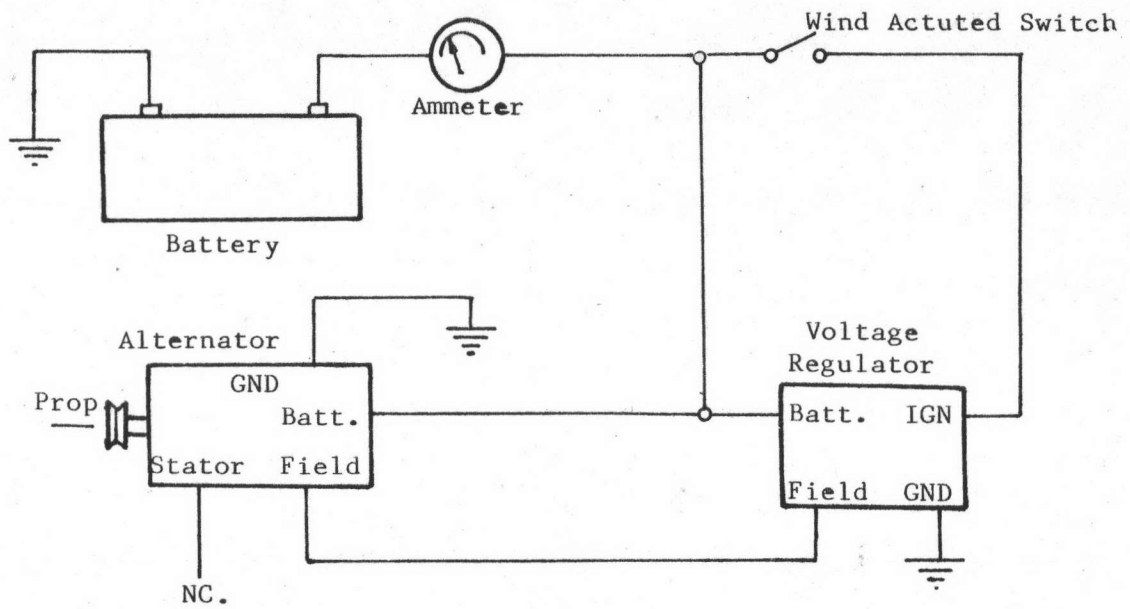 Wind Actuted Switch
Ammeter
Battery
Voltage
Regulator
Alternator
GND
Batt.
Prop
Stator Field
Batt. IGN
Field GND
NC.